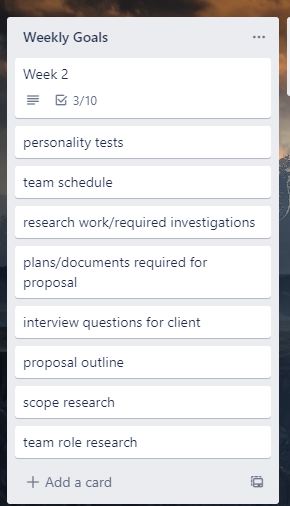 Weekly Goals
Week 2
3/10
personality tests
team schedule
research work/required investigations
plans/documents required for
proposal
interview questions for client
proposal outline
scope research
team role research
Add a card